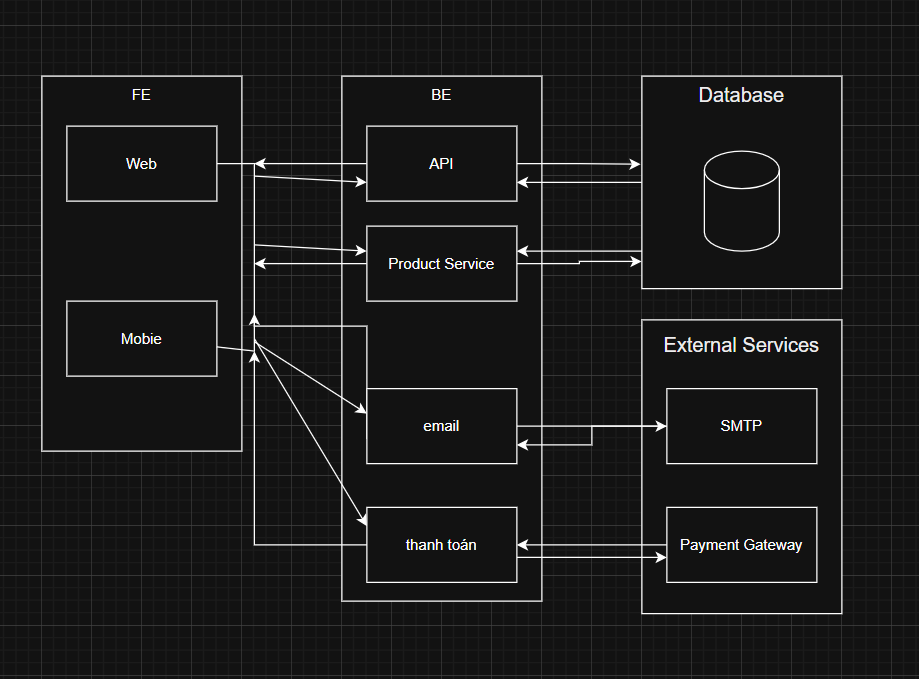 FE
Web
Mobie
BE
API
Product Service
email
thanh toán
Database
External Services
SMTP
Payment Gateway